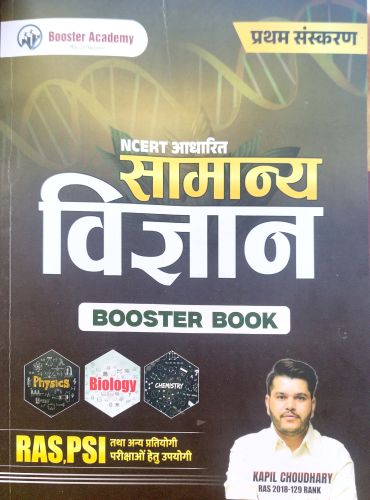 Booster Academy
प्रथम संस्करण
NCERT आधारित
सामान्य
विज्ञान
BOOSTER BOOK
Physics
Biology
CHEMISTRY
RAS,PSI तथा अन्य प्रतियोगी
परीक्षाओं हेतु उपयोगी
KAPIL CHOUDHARY
RAS 2018-129 RANK